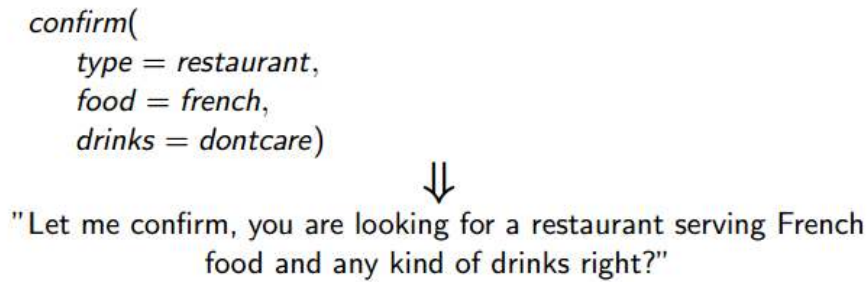 confirm(
type = restaurant,
food = french,
drinks = dontcare)
⇓
"Let me confirm, you are looking for a restaurant serving French
food and any kind of drinks right?"